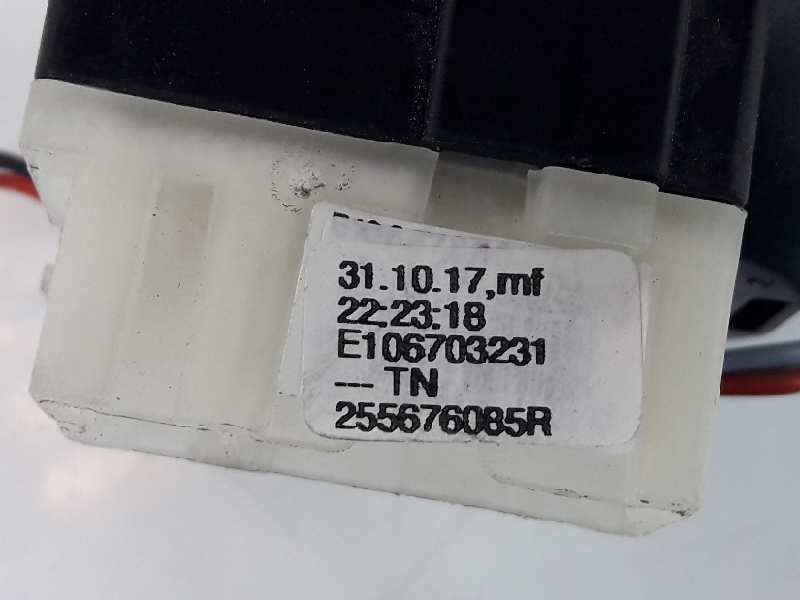 31.10.17,mf
22:23:18
E106703231
--- TN
255676085R